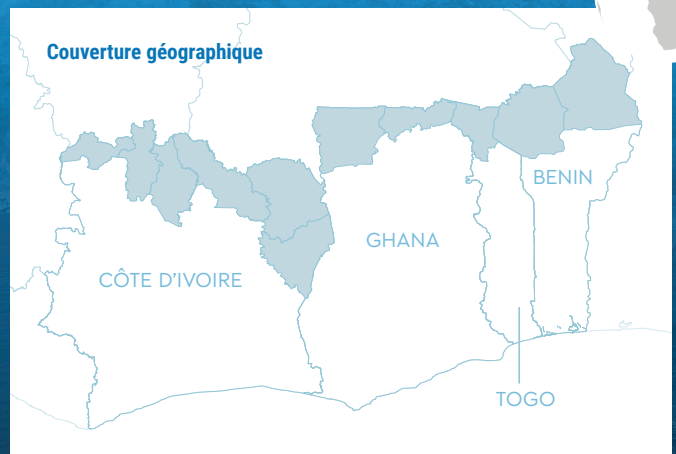 Couverture géographique
BENIN
GHANA
CÔTE D'IVOIRE
TOGO